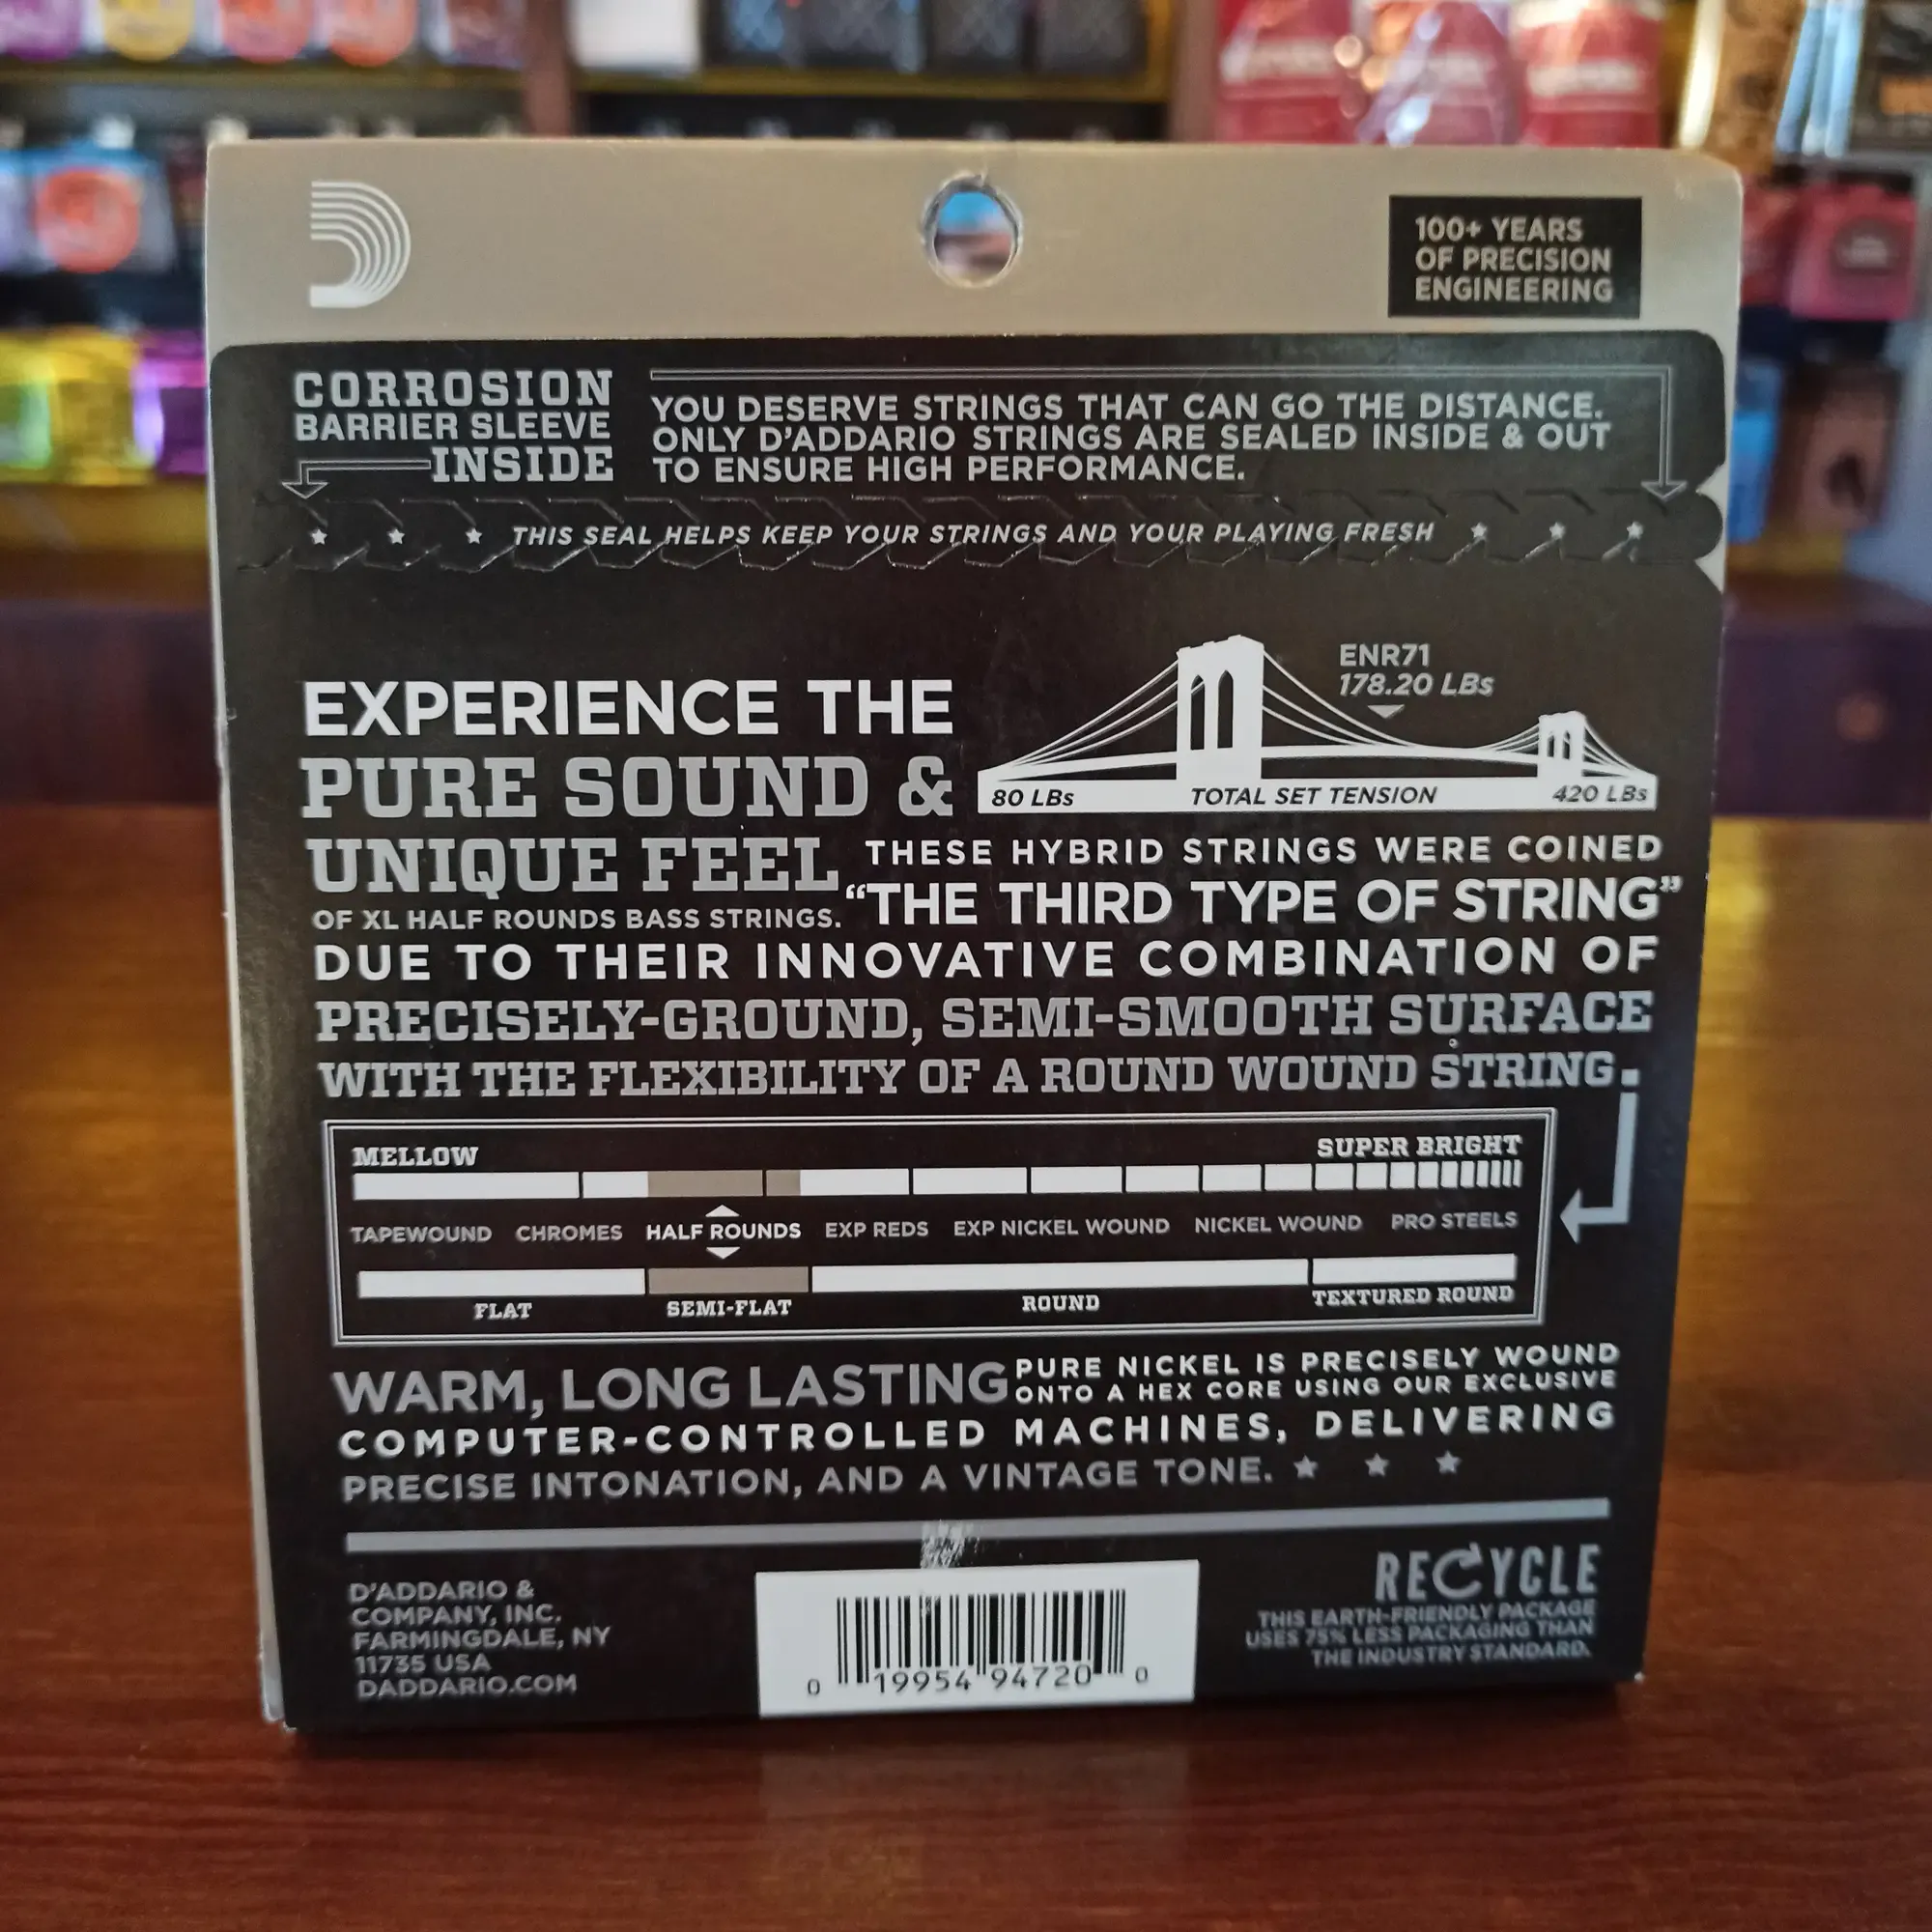 100+ YEARS
OF PRECISION
ENGINEERING
CORROSION
BARRIER SLEEVE
INSIDE
YOU DESERVE STRINGS THAT CAN GO THE DISTANCE.
ONLY D'ADDARIO STRINGS ARE SEALED INSIDE & OUT
TO ENSURE HIGH PERFORMANCE.
THIS SEAL HELPS KEEP YOUR STRINGS AND YOUR PLAYING FRESH
ENR71
178.20 LBs
80 LBs TOTAL SET TENSION 420 LBs
EXPERIENCE THE
PURE SOUND &
UNIQUE FEEL
OF XL HALF ROUNDS BASS STRINGS.
THESE HYBRID STRINGS WERE COINED
“THE THIRD TYPE OF STRING”
DUE TO THEIR INNOVATIVE COMBINATION OF
PRECISELY-GROUND, SEMI-SMOOTH SURFACE
WITH THE FLEXIBILITY OF A ROUND WOUND STRING.
MELLOW SUPER BRIGHT
TAPEWOUND CHROMES HALF ROUNDS EXP REDS EXP NICKEL WOUND NICKEL WOUND PRO STEELS
FLAT SEMI-FLAT ROUND TEXTURED ROUND
WARM, LONG LASTING
PURE NICKEL IS PRECISELY WOUND
ONTO A HEX CORE USING OUR EXCLUSIVE
COMPUTER-CONTROLLED MACHINES, DELIVERING
PRECISE INTONATION, AND A VINTAGE TONE.
D'ADDARIO &
COMPANY, INC.
FARMINGDALE, NY
11735 USA
DADDARIO.COM
0 19954 94720 0
RECYCLE
THIS EARTH-FRIENDLY PACKAGE
USES 75% LESS PACKAGING THAN
THE INDUSTRY STANDARD.